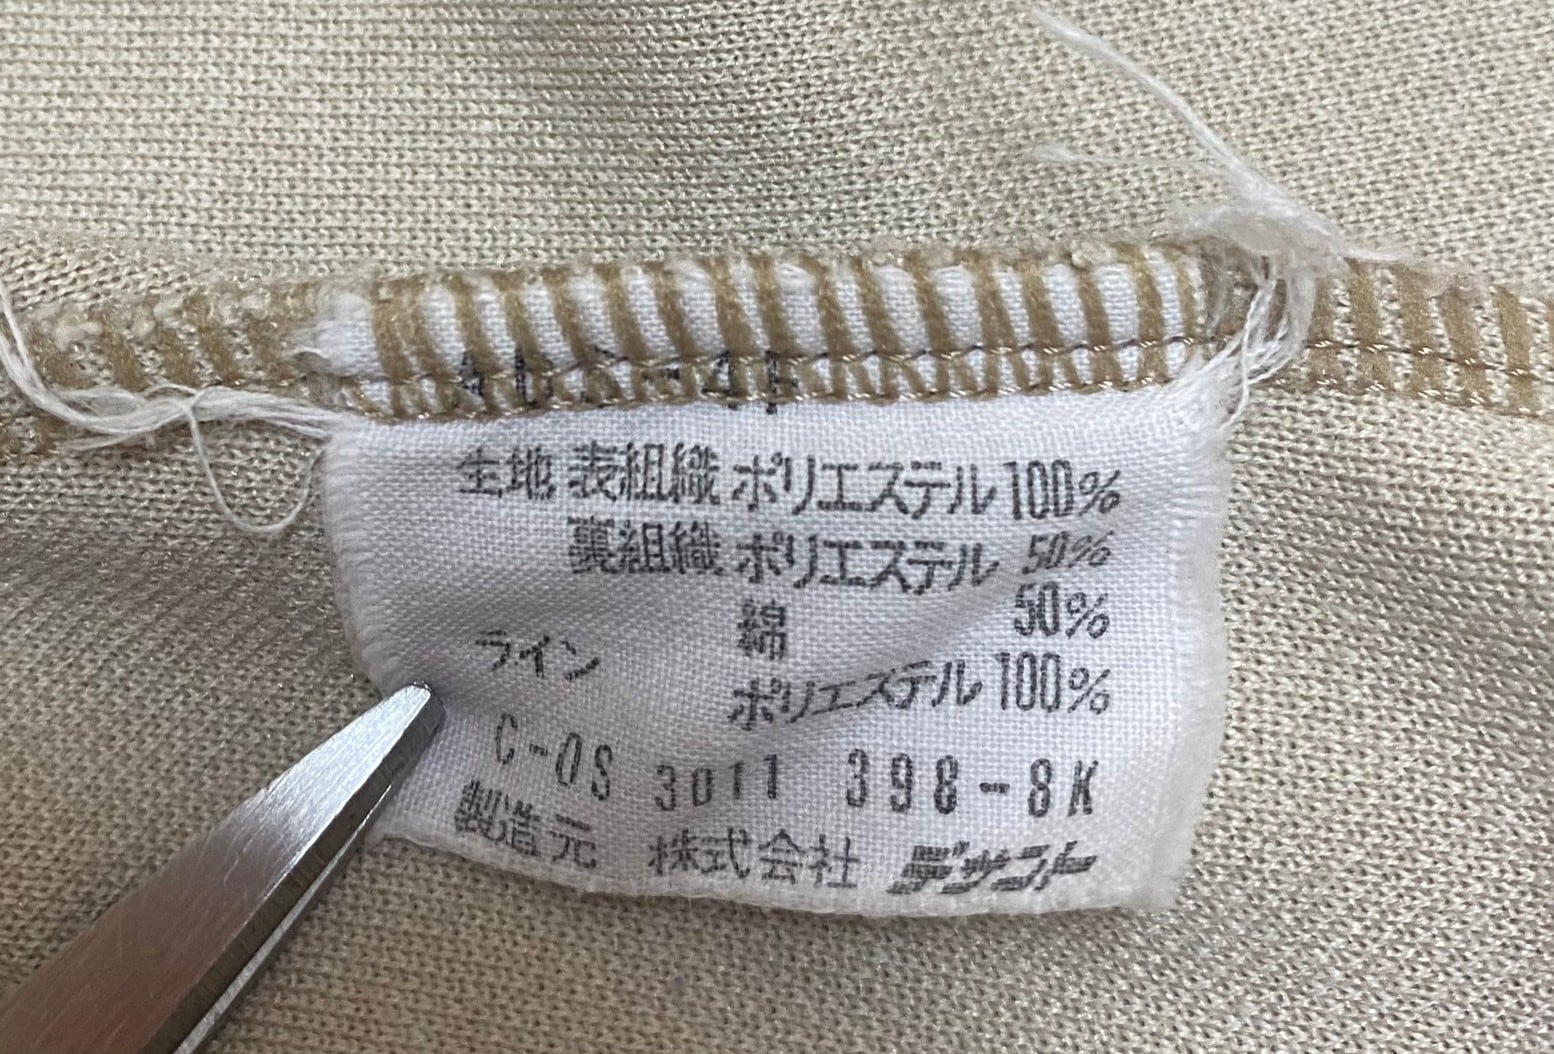 生地 表組織 ポリエステル 100%
裏組織 ポリエステル 50%
綿 50%
ライン ポリエステル 100%
C-OS 3011 398-8K
製造元 株式会社 デサント